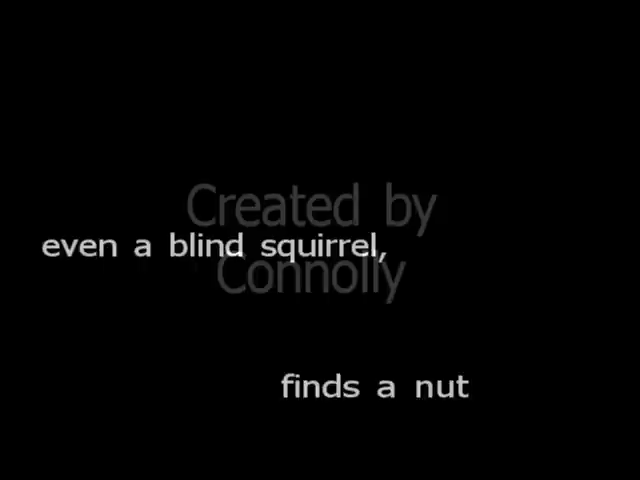 Created by
even a blind squirrel,
Connolly
finds a nut